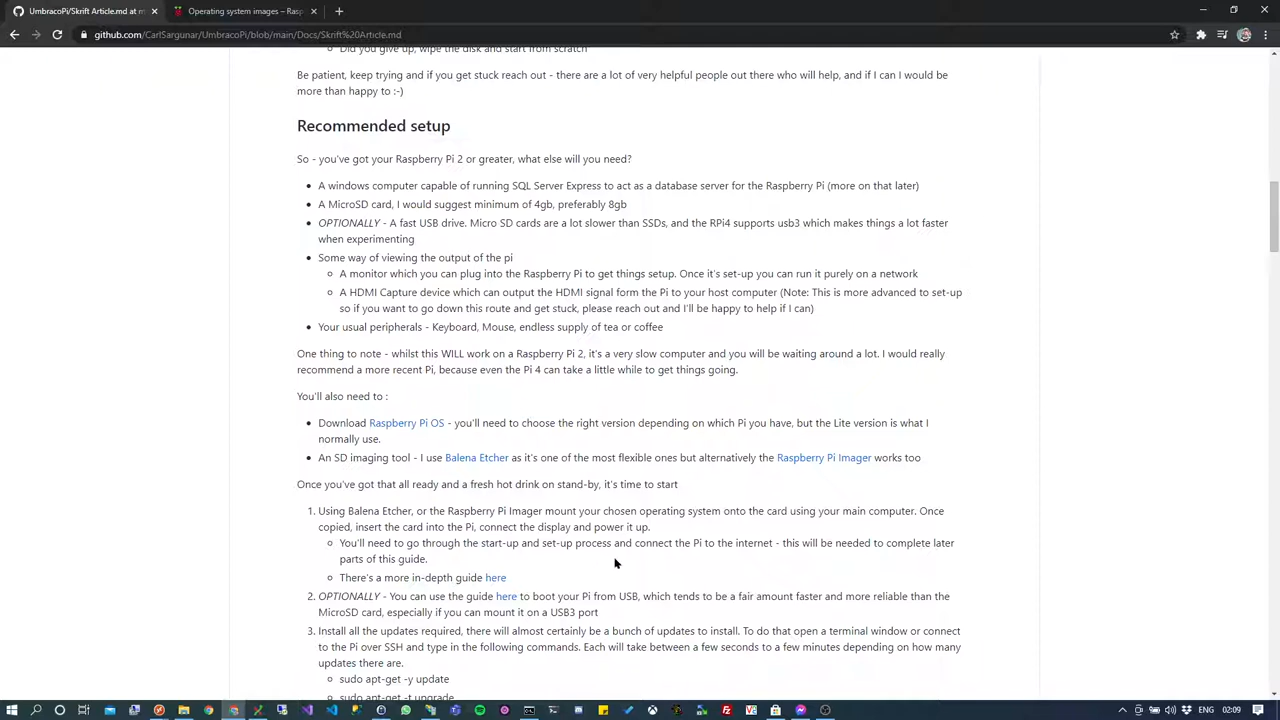 UmbracoPi/Skrift Article.md at m
Operating system images – Rasp
github.com/CarlSargunar/UmbracoPi/blob/main/Docs/Skrift%20Article.md
Did you give up, wipe the disk and start from scratch
Be patient, keep trying and if you get stuck reach out - there are a lot of very helpful people out there who will help, and if I can I would be
more than happy to :-)
Recommended setup
So - you've got your Raspberry Pi 2 or greater, what else will you need?
A windows computer capable of running SQL Server Express to act as a database server for the Raspberry Pi (more on that later)
A MicroSD card, I would suggest minimum of 4gb, preferably 8gb
OPTIONALLY - A fast USB drive. Micro SD cards are a lot slower than SSDs, and the RPi4 supports usb3 which makes things a lot faster
when experimenting
Some way of viewing the output of the pi
A monitor which you can plug into the Raspberry Pi to get things setup. Once it's set-up you can run it purely on a network
A HDMI Capture device which can output the HDMI signal form the Pi to your host computer (Note: This is more advanced to set-up
so if you want to go down this route and get stuck, please reach out and I'll be happy to help if I can)
Your usual peripherals - Keyboard, Mouse, endless supply of tea or coffee
One thing to note - whilst this WILL work on a Raspberry Pi 2, it's a very slow computer and you will be waiting around a lot. I would really
recommend a more recent Pi, because even the Pi 4 can take a little while to get things going.
You'll also need to :
Download Raspberry Pi OS - you'll need to choose the right version depending on which Pi you have, but the Lite version is what I
normally use.
An SD imaging tool - I use Balena Etcher as it's one of the most flexible ones but alternatively the Raspberry Pi Imager works too
Once you've got that all ready and a fresh hot drink on stand-by, it's time to start
1. Using Balena Etcher, or the Raspberry Pi Imager mount your chosen operating system onto the card using your main computer. Once
copied, insert the card into the Pi, connect the display and power it up.
You'll need to go through the start-up and set-up process and connect the Pi to the internet - this will be needed to complete later
parts of this guide.
There's a more in-depth guide here
2. OPTIONALLY - You can use the guide here to boot your Pi from USB, which tends to be a fair amount faster and more reliable than the
MicroSD card, especially if you can mount it on a USB3 port
3. Install all the updates required, there will almost certainly be a bunch of updates to install. To do that open a terminal window or connect
to the Pi over SSH and type in the following commands. Each will take between a few seconds to a few minutes depending on how many
updates there are.
sudo apt-get -y update
sudo apt-get -t upgrade
02:09